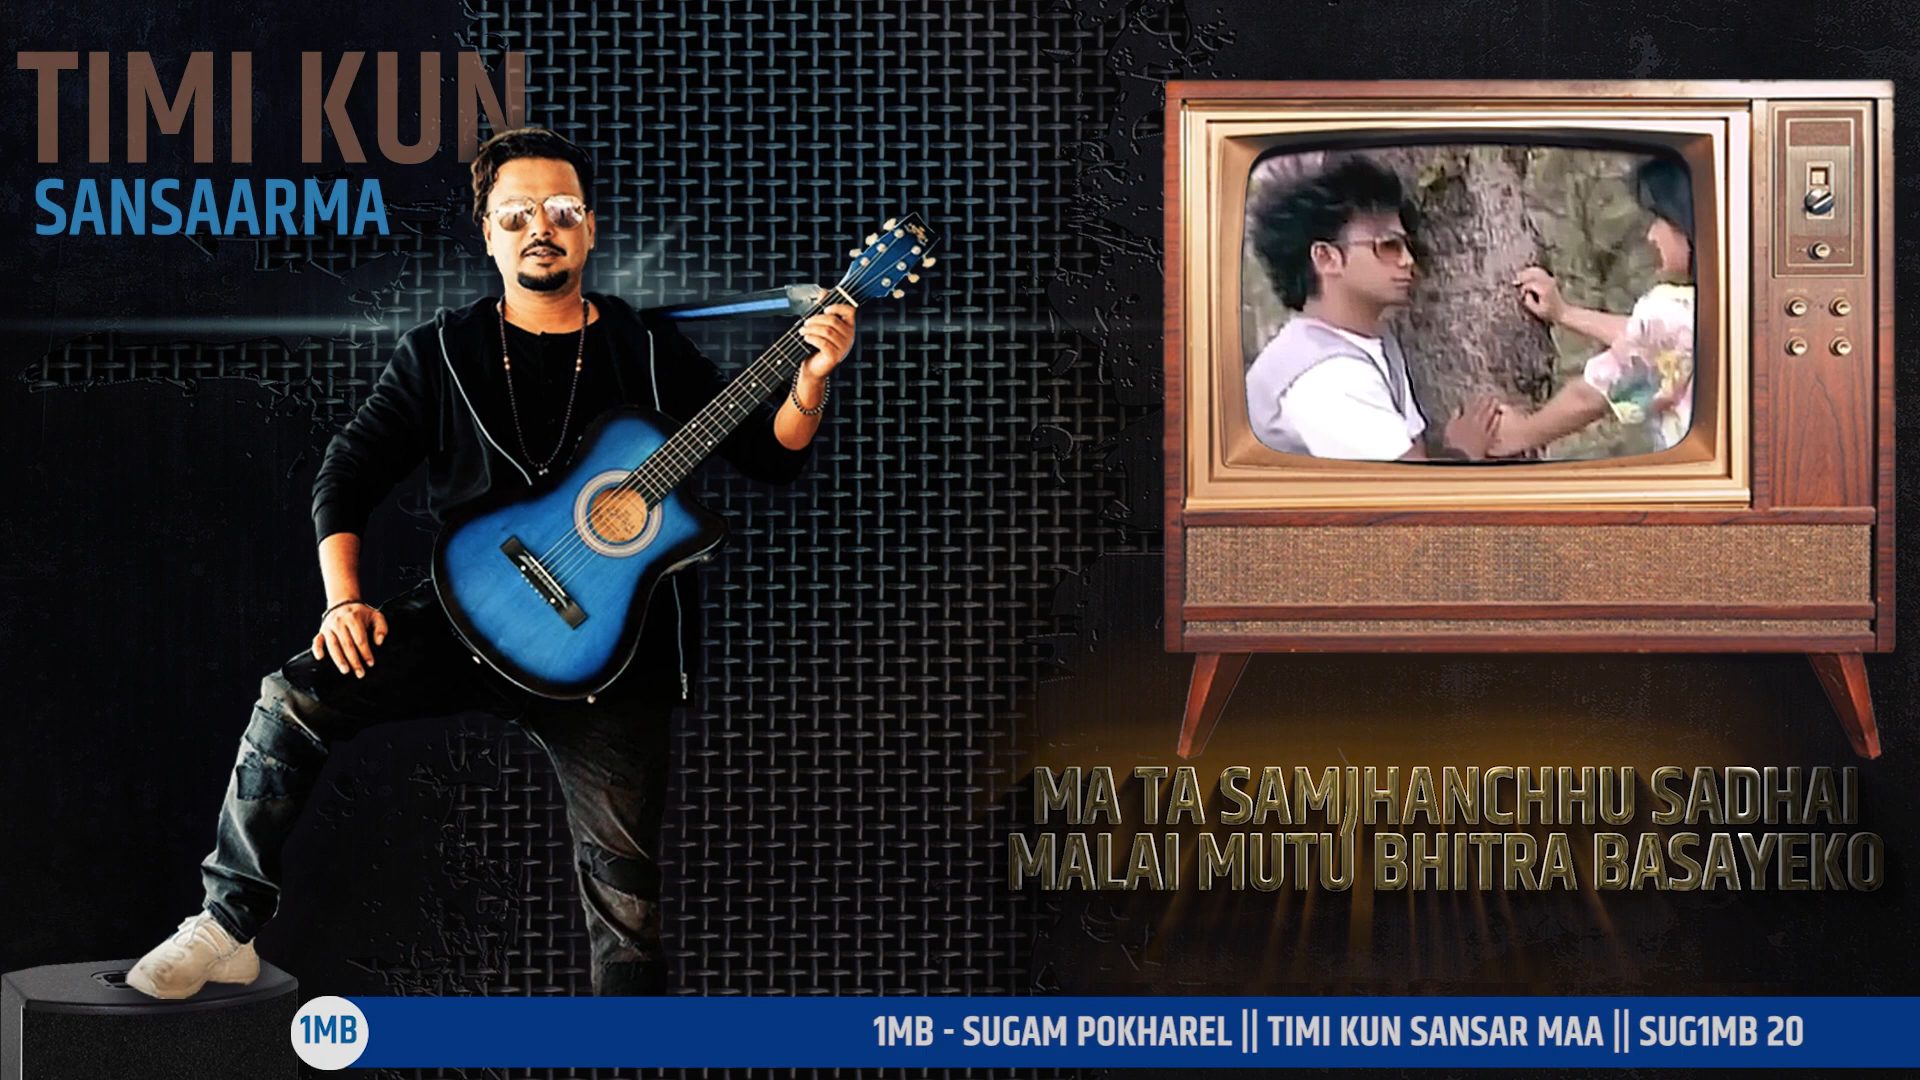 TIMI KUN
SANSAARMA
MA TA SAMJHANCHHU SADHAI
MALAI MUTU BHITRA BASAYEKO
1MB
1MB - SUGAM POKHAREL || TIMI KUN SANSAR MAA || SUG1MB 20